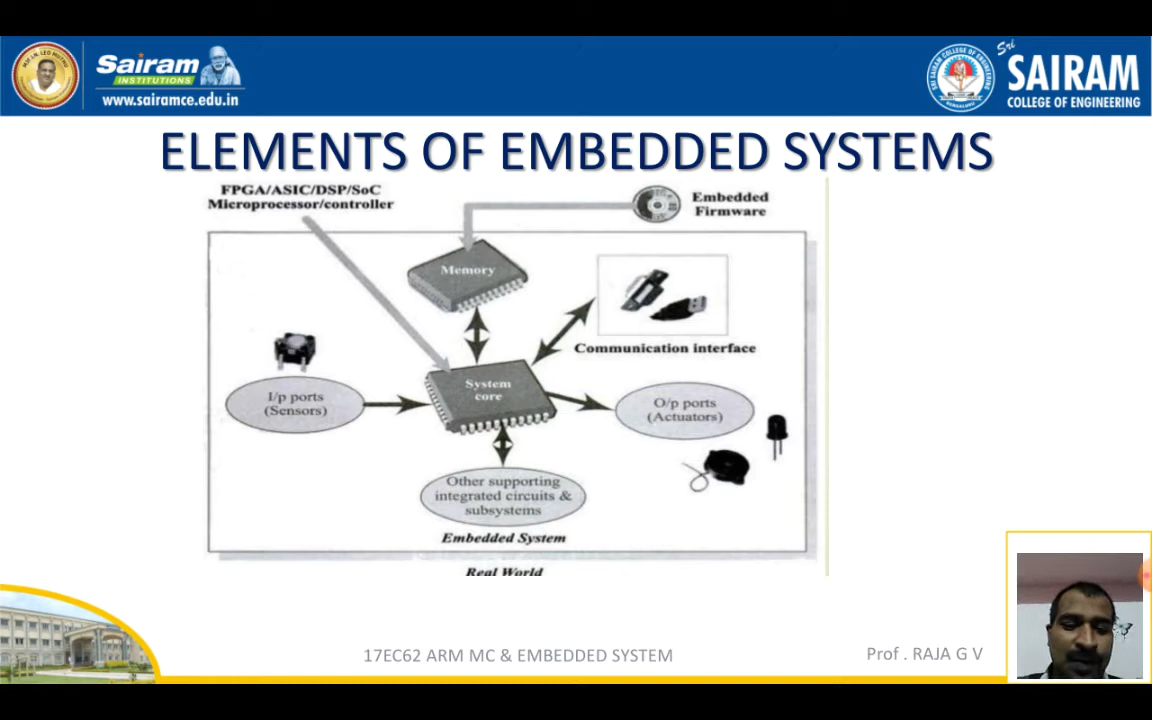 Sairam
INSTITUTIONS
www.sairamce.edu.in
Sri
SAIRAM
COLLEGE OF ENGINEERING
ELEMENTS OF EMBEDDED SYSTEMS
FPGA/ASIC/DSP/SoC
Microprocessor/controller
Embedded
Firmware
Memory
Communication interface
System
core
I/p ports
(Sensors)
O/p ports
(Actuators)
Other supporting
integrated circuits &
subsystems
Embedded System
Real World
17EC62 ARM MC & EMBEDDED SYSTEM
Prof . RAJA G V